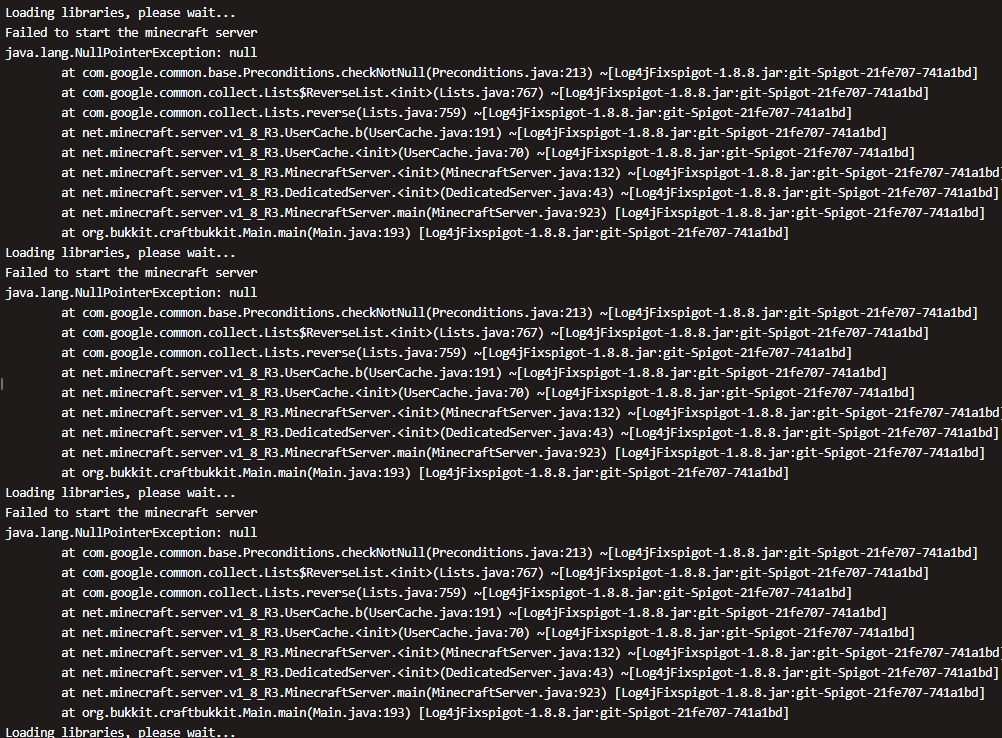 Loading libraries, please wait...
Failed to start the minecraft server
java.lang.NullPointerException: null
at com.google.common.base.Preconditions.checkNotNull(Preconditions.java:213) ~[Log4jFixspigot-1.8.8.jar:git-Spigot-21fe707-741a1bd]
at com.google.common.collect.Lists$ReverseList.<init>(Lists.java:767) ~[Log4jFixspigot-1.8.8.jar:git-Spigot-21fe707-741a1bd]
at com.google.common.collect.Lists.reverse(Lists.java:759) ~[Log4jFixspigot-1.8.8.jar:git-Spigot-21fe707-741a1bd]
at net.minecraft.server.v1_8_R3.UserCache.b(UserCache.java:191) ~[Log4jFixspigot-1.8.8.jar:git-Spigot-21fe707-741a1bd]
at net.minecraft.server.v1_8_R3.UserCache.<init>(UserCache.java:70) ~[Log4jFixspigot-1.8.8.jar:git-Spigot-21fe707-741a1bd]
at net.minecraft.server.v1_8_R3.MinecraftServer.<init>(MinecraftServer.java:132) ~[Log4jFixspigot-1.8.8.jar:git-Spigot-21fe707-741a1bd]
at net.minecraft.server.v1_8_R3.DedicatedServer.<init>(DedicatedServer.java:43) ~[Log4jFixspigot-1.8.8.jar:git-Spigot-21fe707-741a1bd]
at net.minecraft.server.v1_8_R3.MinecraftServer.main(MinecraftServer.java:923) [Log4jFixspigot-1.8.8.jar:git-Spigot-21fe707-741a1bd]
at org.bukkit.craftbukkit.Main.main(Main.java:193) [Log4jFixspigot-1.8.8.jar:git-Spigot-21fe707-741a1bd]
Loading libraries, please wait...
Failed to start the minecraft server
java.lang.NullPointerException: null
at com.google.common.base.Preconditions.checkNotNull(Preconditions.java:213) ~[Log4jFixspigot-1.8.8.jar:git-Spigot-21fe707-741a1bd]
at com.google.common.collect.Lists$ReverseList.<init>(Lists.java:767) ~[Log4jFixspigot-1.8.8.jar:git-Spigot-21fe707-741a1bd]
at com.google.common.collect.Lists.reverse(Lists.java:759) ~[Log4jFixspigot-1.8.8.jar:git-Spigot-21fe707-741a1bd]
at net.minecraft.server.v1_8_R3.UserCache.b(UserCache.java:191) ~[Log4jFixspigot-1.8.8.jar:git-Spigot-21fe707-741a1bd]
at net.minecraft.server.v1_8_R3.UserCache.<init>(UserCache.java:70) ~[Log4jFixspigot-1.8.8.jar:git-Spigot-21fe707-741a1bd]
at net.minecraft.server.v1_8_R3.MinecraftServer.<init>(MinecraftServer.java:132) ~[Log4jFixspigot-1.8.8.jar:git-Spigot-21fe707-741a1bd]
at net.minecraft.server.v1_8_R3.DedicatedServer.<init>(DedicatedServer.java:43) ~[Log4jFixspigot-1.8.8.jar:git-Spigot-21fe707-741a1bd]
at net.minecraft.server.v1_8_R3.MinecraftServer.main(MinecraftServer.java:923) [Log4jFixspigot-1.8.8.jar:git-Spigot-21fe707-741a1bd]
at org.bukkit.craftbukkit.Main.main(Main.java:193) [Log4jFixspigot-1.8.8.jar:git-Spigot-21fe707-741a1bd]
Loading libraries, please wait...
Failed to start the minecraft server
java.lang.NullPointerException: null
at com.google.common.base.Preconditions.checkNotNull(Preconditions.java:213) ~[Log4jFixspigot-1.8.8.jar:git-Spigot-21fe707-741a1bd]
at com.google.common.collect.Lists$ReverseList.<init>(Lists.java:767) ~[Log4jFixspigot-1.8.8.jar:git-Spigot-21fe707-741a1bd]
at com.google.common.collect.Lists.reverse(Lists.java:759) ~[Log4jFixspigot-1.8.8.jar:git-Spigot-21fe707-741a1bd]
at net.minecraft.server.v1_8_R3.UserCache.b(UserCache.java:191) ~[Log4jFixspigot-1.8.8.jar:git-Spigot-21fe707-741a1bd]
at net.minecraft.server.v1_8_R3.UserCache.<init>(UserCache.java:70) ~[Log4jFixspigot-1.8.8.jar:git-Spigot-21fe707-741a1bd]
at net.minecraft.server.v1_8_R3.MinecraftServer.<init>(MinecraftServer.java:132) ~[Log4jFixspigot-1.8.8.jar:git-Spigot-21fe707-741a1bd]
at net.minecraft.server.v1_8_R3.DedicatedServer.<init>(DedicatedServer.java:43) ~[Log4jFixspigot-1.8.8.jar:git-Spigot-21fe707-741a1bd]
at net.minecraft.server.v1_8_R3.MinecraftServer.main(MinecraftServer.java:923) [Log4jFixspigot-1.8.8.jar:git-Spigot-21fe707-741a1bd]
at org.bukkit.craftbukkit.Main.main(Main.java:193) [Log4jFixspigot-1.8.8.jar:git-Spigot-21fe707-741a1bd]
Loading libraries, please wait...